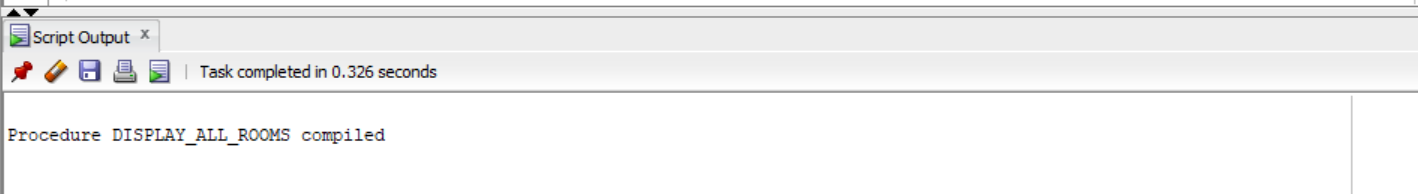 Script Output x
Task completed in 0.326 seconds
Procedure DISPLAY_ALL_ROOMS compiled